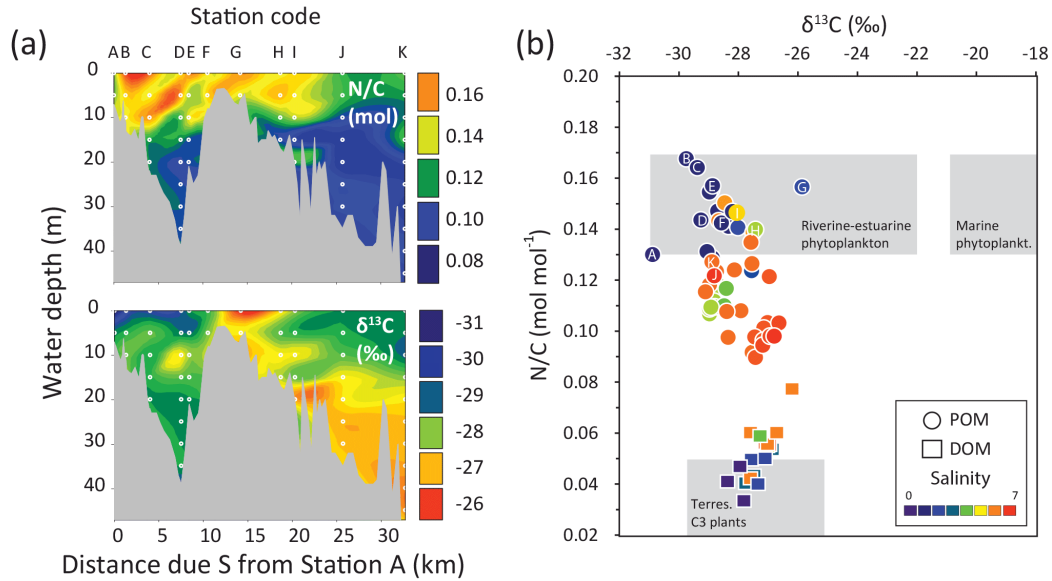 Station code
(a)
A B C D E F G H I J K
N/C
(mol)
0
10
20
30
40
0.16
0.14
0.12
0.10
0.08
Water depth (m)
δ13C
(‰)
0
10
20
30
40
-31
-30
-29
-28
-27
-26
0 5 10 15 20 25 30
Distance due S from Station A (km)
(b)
δ13C (‰)
-32 -30 -28 -26 -24 -22 -20 -18
N/C (mol mol-1)
0.20
0.18
0.16
0.14
0.12
0.10
0.08
0.06
0.04
0.02
B
C
E
G
D
F
I
H
A
K
J
Riverine-estuarine
phytoplankton
Marine
phytoplankt.
Terres.
C3 plants
POM
DOM
Salinity
0 7